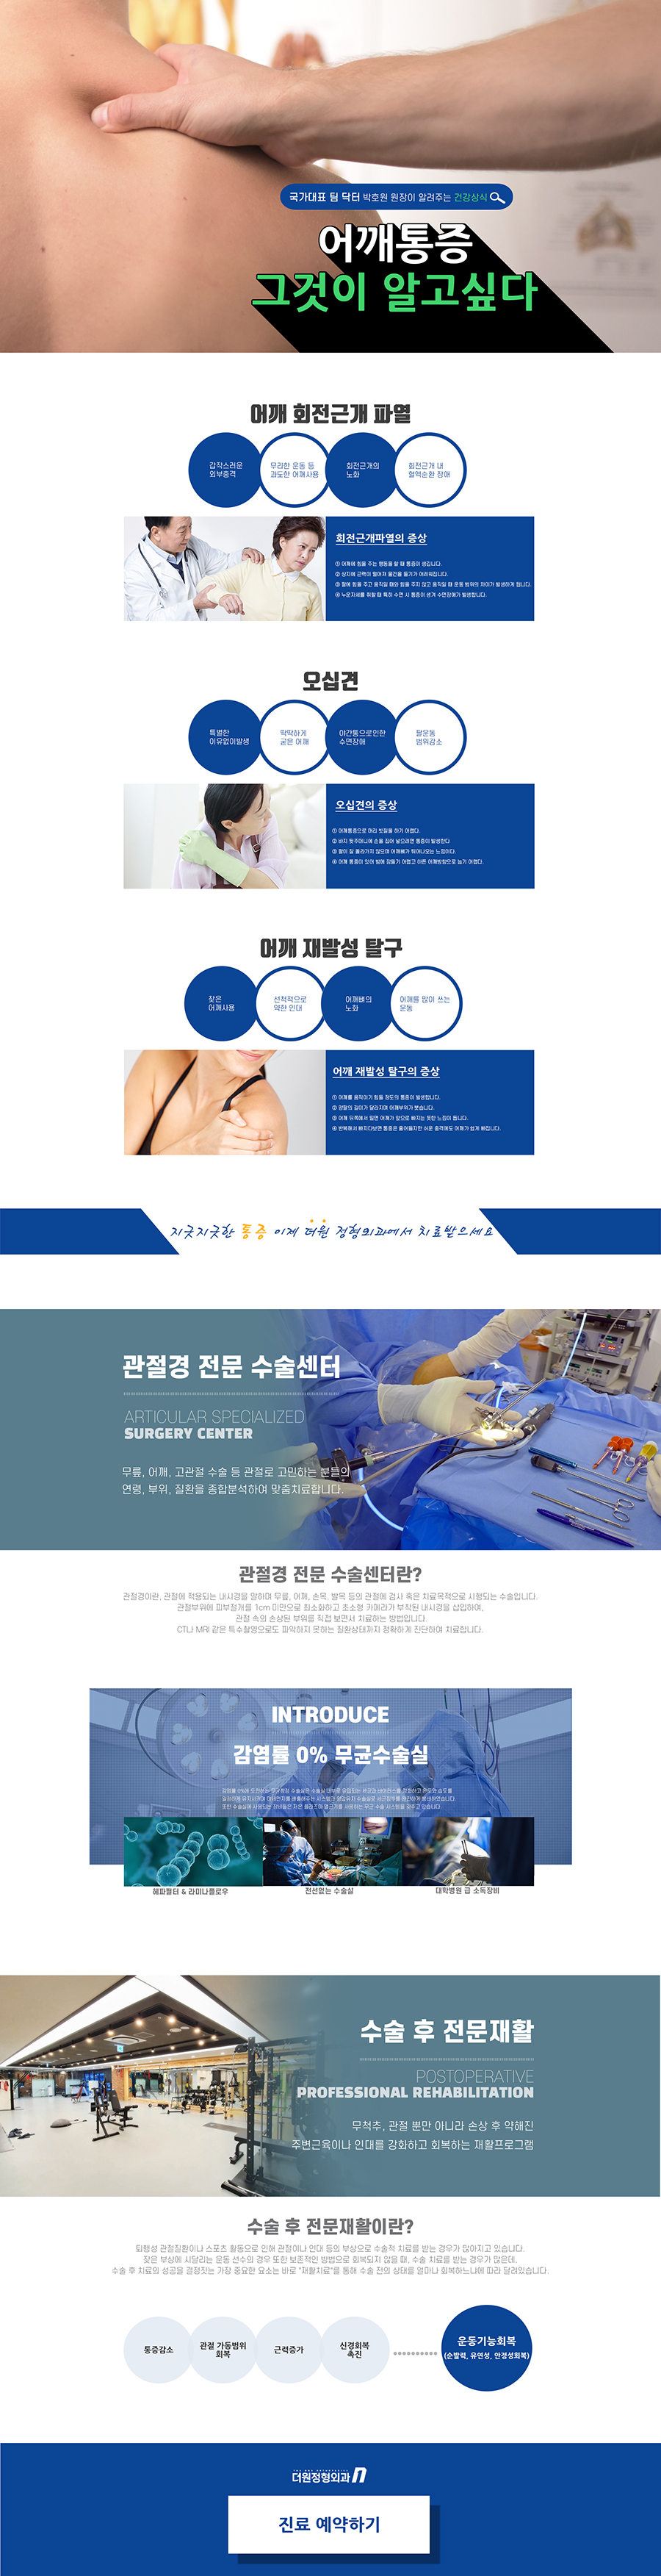 국가대표 팀 닥터 박호원 원장이 알려주는 건강상식
어깨통증
그것이 알고싶다
어깨 회전근개 파열
갑작스러운
외부충격
무리한 운동 등
과도한 어깨사용
회전근개의
노화
회전근개 내
혈액순환 장애
회전근개파열의 증상
① 어깨에 힘을 주는 행동을 할 때 통증이 생깁니다.
② 상지에 근력이 떨어져 물건을 들기가 어려워집니다.
③ 팔에 힘을 주고 움직일 때와 힘을 주지 않고 움직일 때 운동 범위의 차이가 발생하게 됩니다.
④ 누운자세를 취할 때 특히 수면 시 통증이 생겨 수면장애가 발생합니다.
오십견
특별한
이유없이발생
딱딱하게
굳은 어깨
야간통으로인한
수면장애
팔운동
범위감소
오십견의 증상
① 어깨통증으로 머리 빗질을 하기 어렵다.
② 바지 뒷주머니에 손을 집어 넣으려면 통증이 발생한다
③ 팔이 잘 올라가지 않으며 어깨뼈가 튀어나오는 느낌이다.
④ 어깨 통증이 있어 밤에 잠들기 어렵고 아픈 어깨방향으로 눕기 어렵다.
어깨 재발성 탈구
잦은
어깨사용
선척적으로
약한 인대
어깨뼈의
노화
어깨를 많이 쓰는
운동
어깨 재발성 탈구의 증상
① 어깨를 움직이기 힘들 정도의 통증이 발생합니다.
② 양팔의 길이가 달라지며 어깨부위가 붓습니다.
③ 어깨 뒤쪽에서 밀면 어깨가 앞으로 빠지는 듯한 느낌이 듭니다.
④ 반복해서 빠지다보면 통증은 줄어들지만 쉬운 충격에도 어깨가 쉽게 빠집니다.
지긋지긋한 통증 이제 더원 정형외과에서 치료받으세요
관절경 전문 수술센터
ARTICULAR SPECIALIZED
SURGERY CENTER
무릎, 어깨, 고관절 수술 등 관절로 고민하는 분들의
연령, 부위, 질환을 종합분석하여 맞춤치료합니다.
관절경 전문 수술센터란?
관절경이란, 관절에 적용되는 내시경을 말하며 무릎, 어깨, 손목, 발목 등의 관절에 검사 혹은 치료목적으로 시행되는 수술입니다.
관절부위에 피부절개를 1cm 미만으로 최소화하고 초소형 카메라가 부착된 내시경을 삽입하여,
관절 속의 손상된 부위를 직접 보면서 치료하는 방법입니다.
CT나 MRI 같은 특수촬영으로도 파악하지 못하는 질환상태까지 정확하게 진단하여 치료합니다.
INTRODUCE
감염률 0% 무균수술실
헤파필터 & 라미나플로우
전선없는 수술실
대학병원 급 소독장비
수술 후 전문재활
POSTOPERATIVE
PROFESSIONAL REHABILITATION
무척추, 관절 뿐만 아니라 손상 후 약해진
주변근육이나 인대를 강화하고 회복하는 재활프로그램
수술 후 전문재활이란?
퇴행성 관절질환이나 스포츠 활동으로 인해 관절이나 인대 등의 부상으로 수술적 치료를 받는 경우가 많아지고 있습니다.
잦은 부상에 시달리는 운동 선수의 경우 또한 보존적인 방법으로 회복되지 않을 때, 수술 치료를 받는 경우가 많은데,
수술 후 치료의 성공을 결정짓는 가장 중요한 요소는 바로 "재활치료"를 통해 수술 전의 상태를 얼마나 회복하느냐에 따라 달려있습니다.
통증감소
관절 가동범위
회복
근력증가
신경회복
촉진
운동기능회복
(순발력, 유연성, 안정성회복)
더원정형외과
진료 예약하기